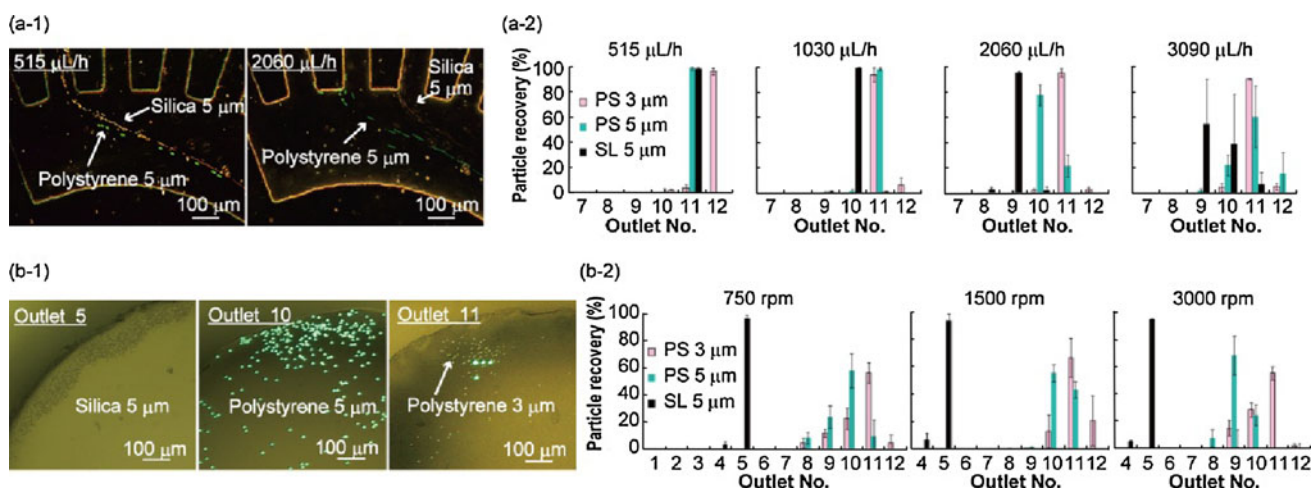 (a-1)
515 μL/h
2060 μL/h
Silica 5 μm
Polystyrene 5 μm
100 μm
Silica
5 μm
Polystyrene 5 μm
100 μm
(a-2)
515 μL/h
1030 μL/h
2060 μL/h
3090 μL/h
Particle recovery (%)
100
80
60
40
20
0
PS 3 μm
PS 5 μm
SL 5 μm
7 8 9 10 11 12
7 8 9 10 11 12
7 8 9 10 11 12
7 8 9 10 11 12
Outlet No.
Outlet No.
Outlet No.
Outlet No.
(b-1)
Outlet 5
Outlet 10
Outlet 11
Silica 5 μm
Polystyrene 5 μm
Polystyrene 3 μm
100 μm
100 μm
100 μm
(b-2)
750 rpm
1500 rpm
3000 rpm
Particle recovery (%)
100
80
60
40
20
0
PS 3 μm
PS 5 μm
SL 5 μm
1 2 3 4 5 6 7 8 9 10 11 12
4 5 6 7 8 9 10 11 12
4 5 6 7 8 9 10 11 12
Outlet No.
Outlet No.
Outlet No.